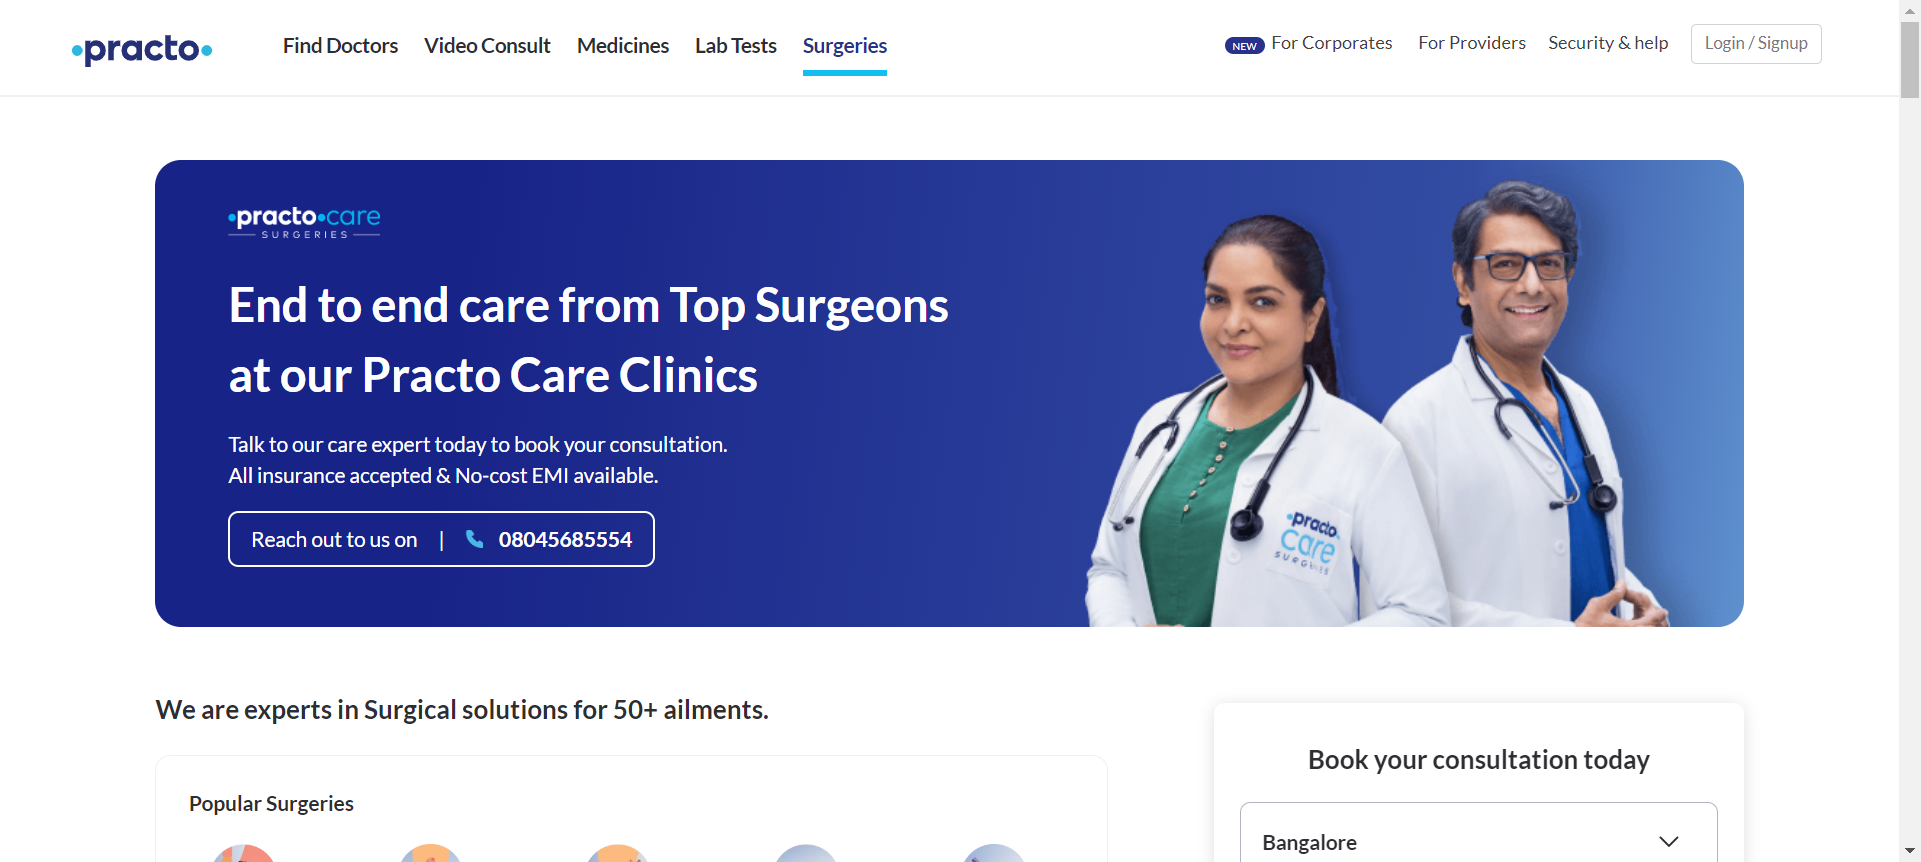 practo
Find Doctors
Video Consult
Medicines
Lab Tests
Surgeries
NEW
For Corporates
For Providers
Security & help
Login / Signup
practo care
SURGERIES
End to end care from Top Surgeons
at our Practo Care Clinics
Talk to our care expert today to book your consultation.
All insurance accepted & No-cost EMI available.
Reach out to us on | 08045685554
practo
care
SURGERIES
We are experts in Surgical solutions for 50+ ailments.
Popular Surgeries
Book your consultation today
Bangalore